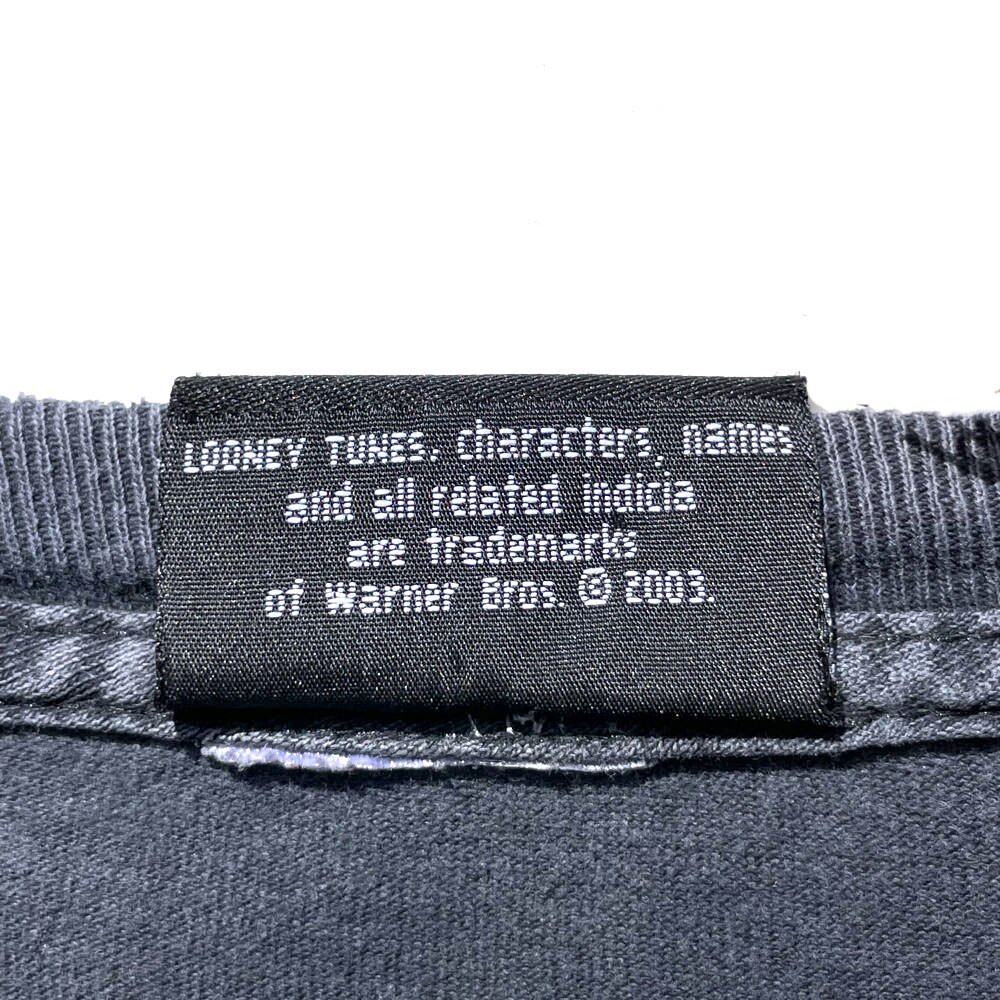 LOONEY TUNES, characters, names
and all related indicia
are trademarks
of Warner Bros. © 2003.